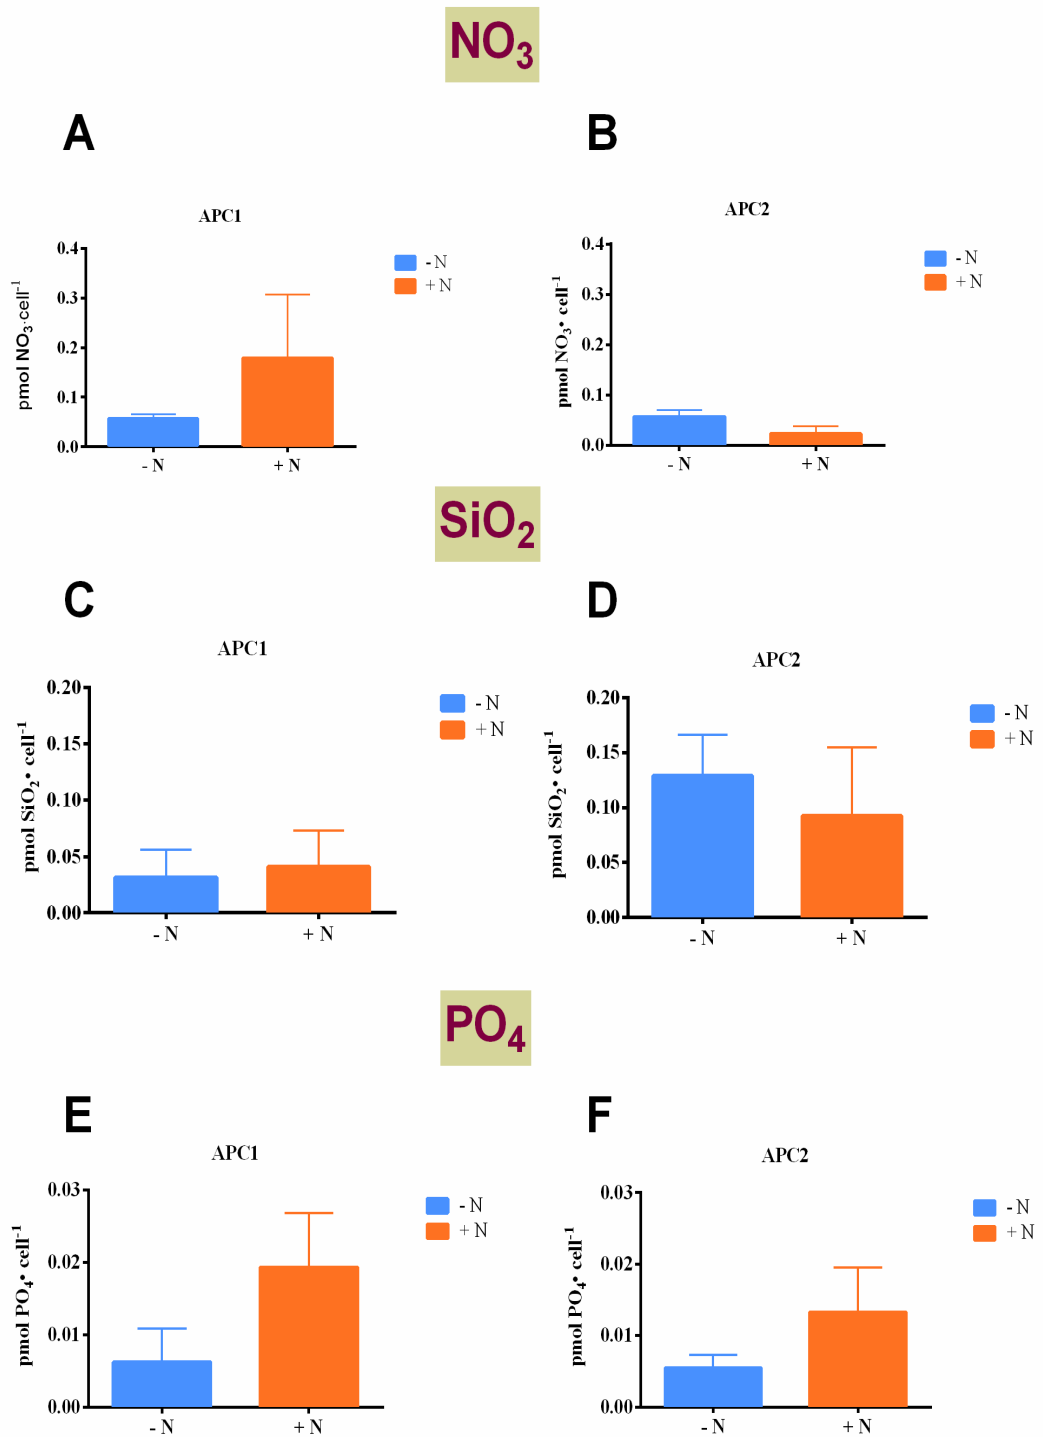 NO₃
A
B
APC1
APC2
pmol NO₃·cell⁻¹
0.4
0.3
0.2
0.1
0.0
- N
+ N
- N
+ N
pmol NO₃• cell⁻¹
0.4
0.3
0.2
0.1
0.0
- N
+ N
- N
+ N
SiO₂
C
D
APC1
APC2
pmol SiO₂• cell⁻¹
0.20
0.15
0.10
0.05
0.00
- N
+ N
- N
+ N
pmol SiO₂• cell⁻¹
0.20
0.15
0.10
0.05
0.00
- N
+ N
- N
+ N
PO₄
E
F
APC1
APC2
pmol PO₄• cell⁻¹
0.03
0.02
0.01
0.00
- N
+ N
- N
+ N
pmol PO₄• cell⁻¹
0.03
0.02
0.01
0.00
- N
+ N
- N
+ N